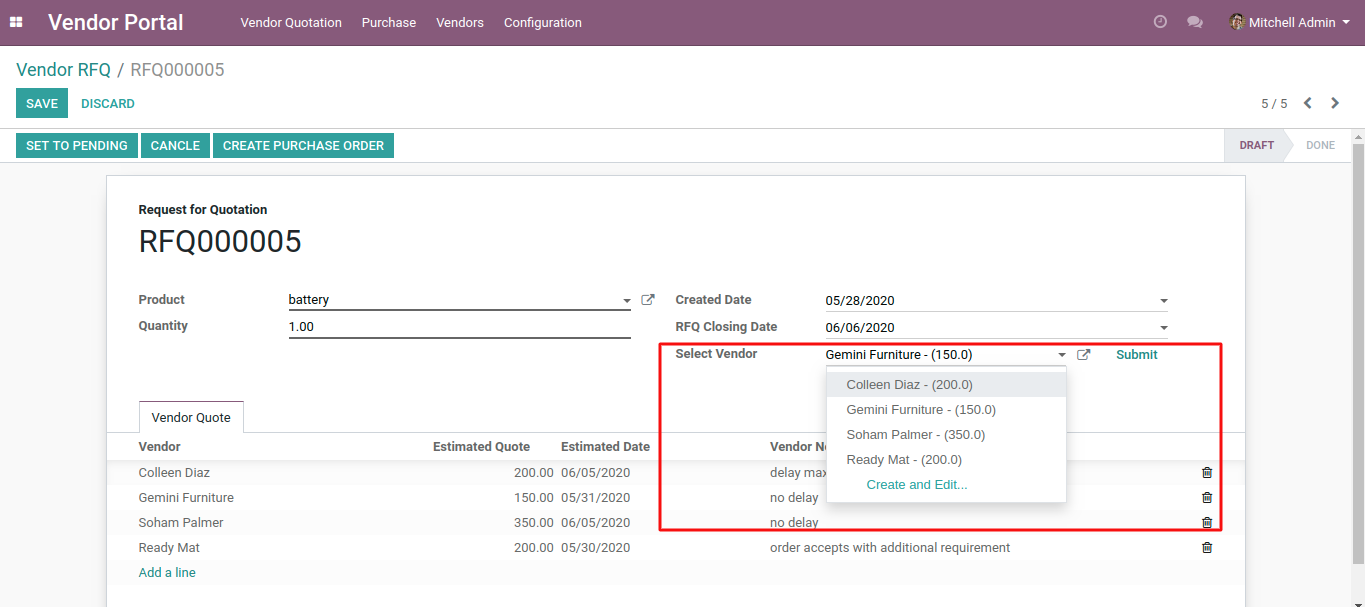 Vendor Portal Vendor Quotation Purchase Vendors Configuration Mitchell Admin
Vendor RFQ / RFQ000005
SAVE DISCARD 5 / 5
SET TO PENDING CANCLE CREATE PURCHASE ORDER DRAFT DONE
Request for Quotation
RFQ000005
Product battery Created Date 05/28/2020
Quantity 1.00 RFQ Closing Date 06/06/2020
Select Vendor Gemini Furniture - (150.0) Submit
Colleen Diaz - (200.0)
Gemini Furniture - (150.0)
Soham Palmer - (350.0)
Ready Mat - (200.0)
Create and Edit...
Vendor Quote
Vendor Estimated Quote Estimated Date Vendor
Colleen Diaz 200.00 06/05/2020 delay
Gemini Furniture 150.00 05/31/2020 no delay
Soham Palmer 350.00 06/05/2020 no delay
Ready Mat 200.00 05/30/2020 order accepts with additional requirement
Add a line